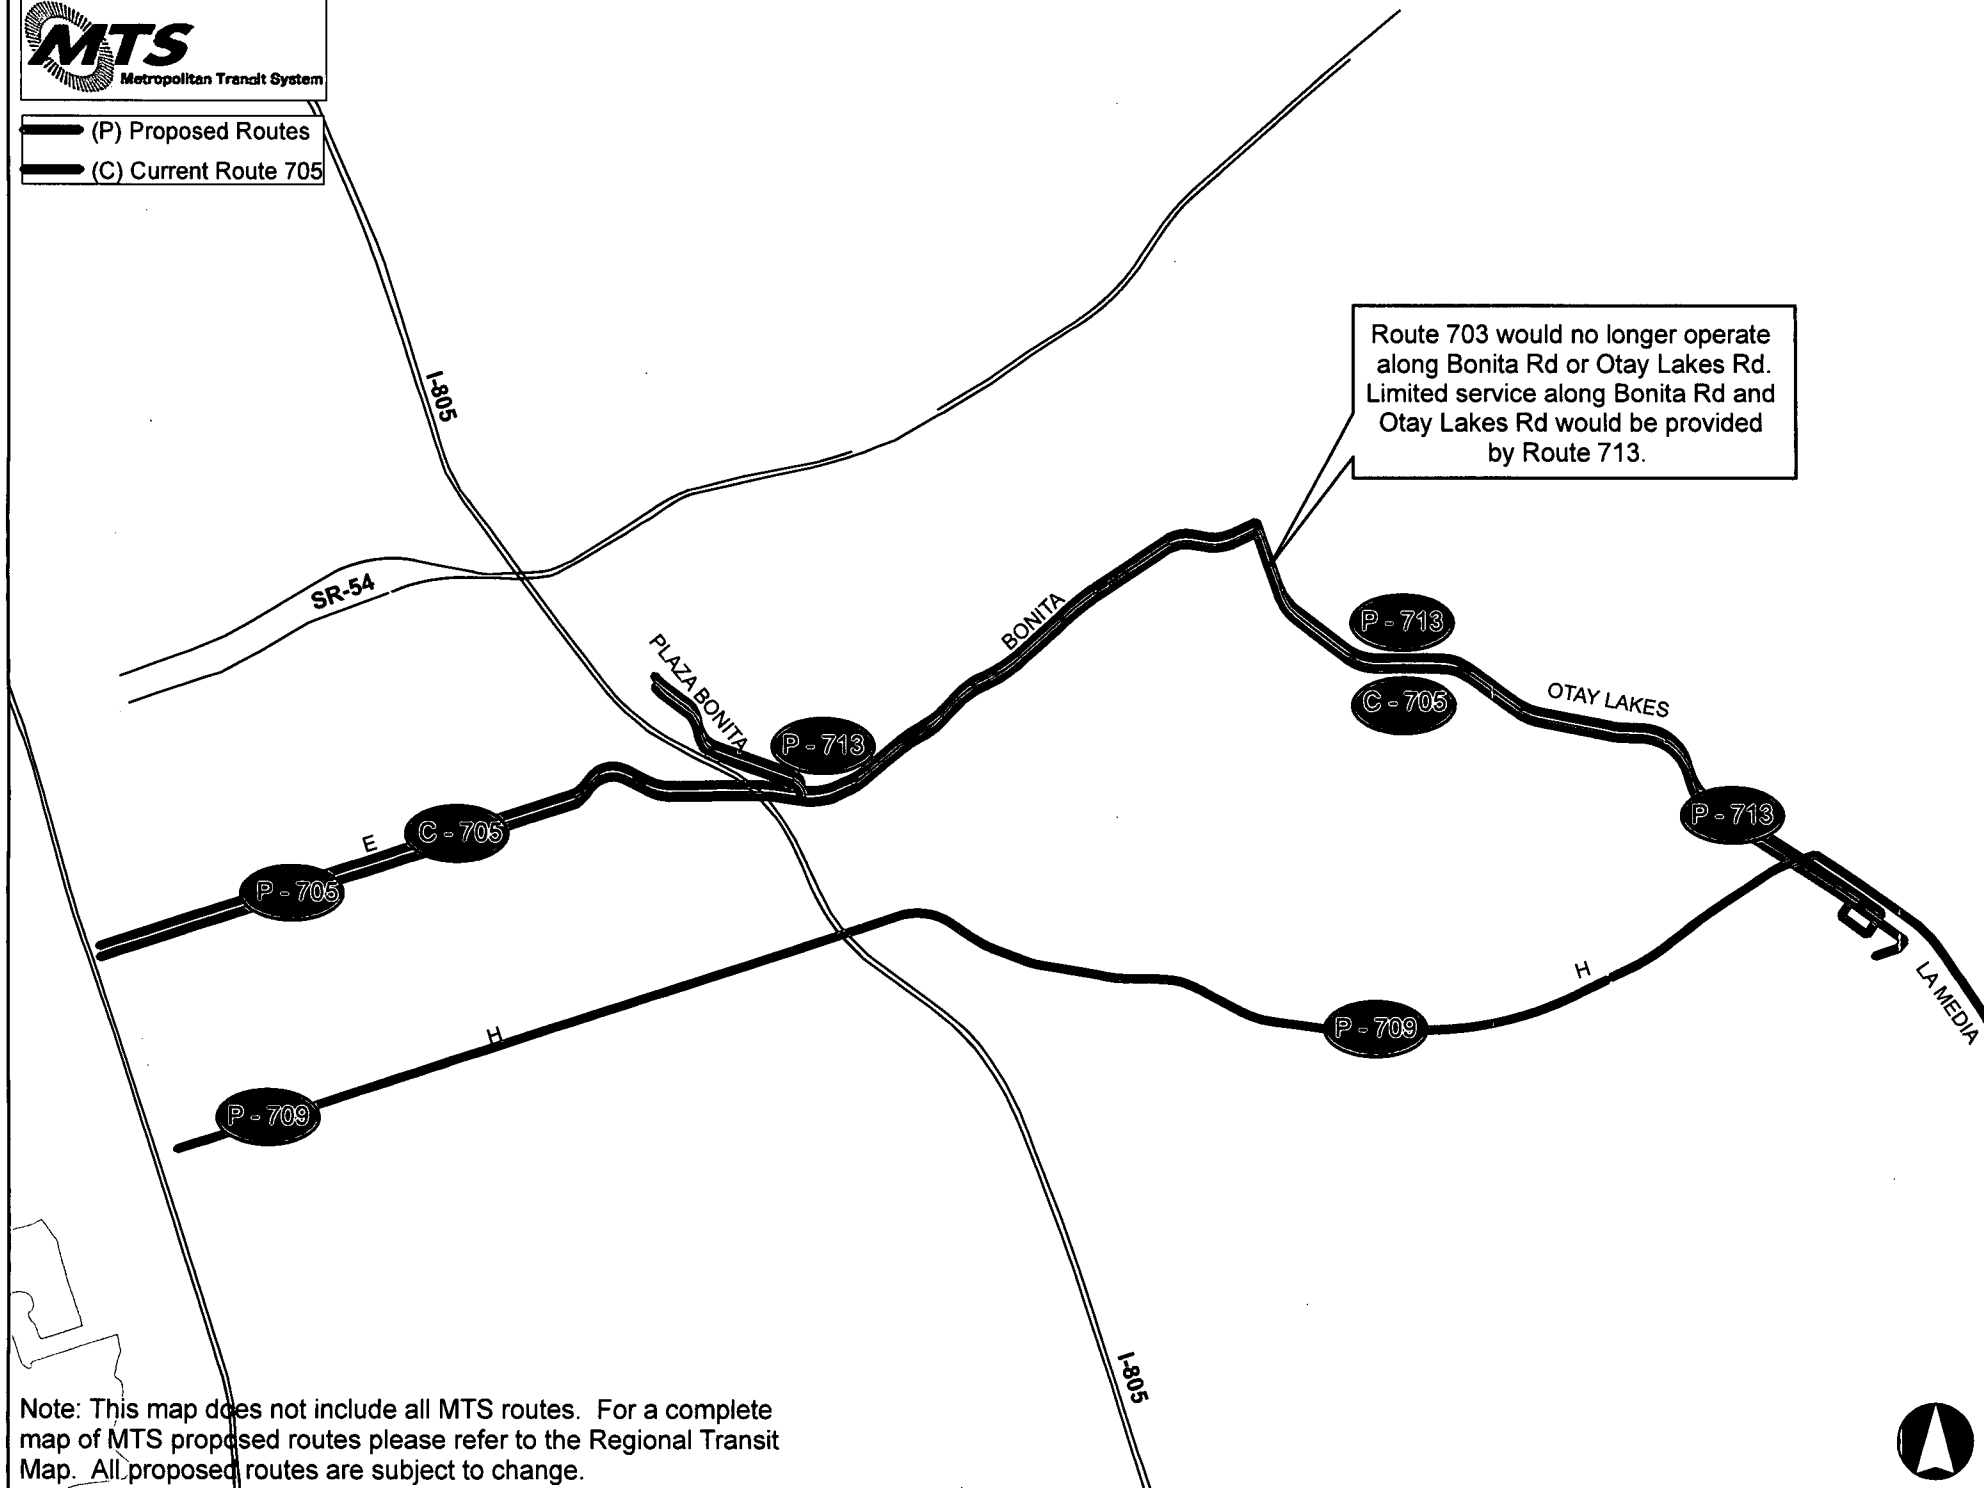 MTS
Metropolitan Transit System
(P) Proposed Routes
(C) Current Route 705
I-805
Route 703 would no longer operate
along Bonita Rd or Otay Lakes Rd.
Limited service along Bonita Rd and
Otay Lakes Rd would be provided
by Route 713.
SR-54
PLAZA BONITA
BONITA
P - 713
C - 705
OTAY LAKES
P - 713
P - 713
E
C - 705
P - 705
H
LA MEDIA
P - 709
H
P - 709
I-805
Note: This map does not include all MTS routes. For a complete
map of MTS proposed routes please refer to the Regional Transit
Map. All proposed routes are subject to change.